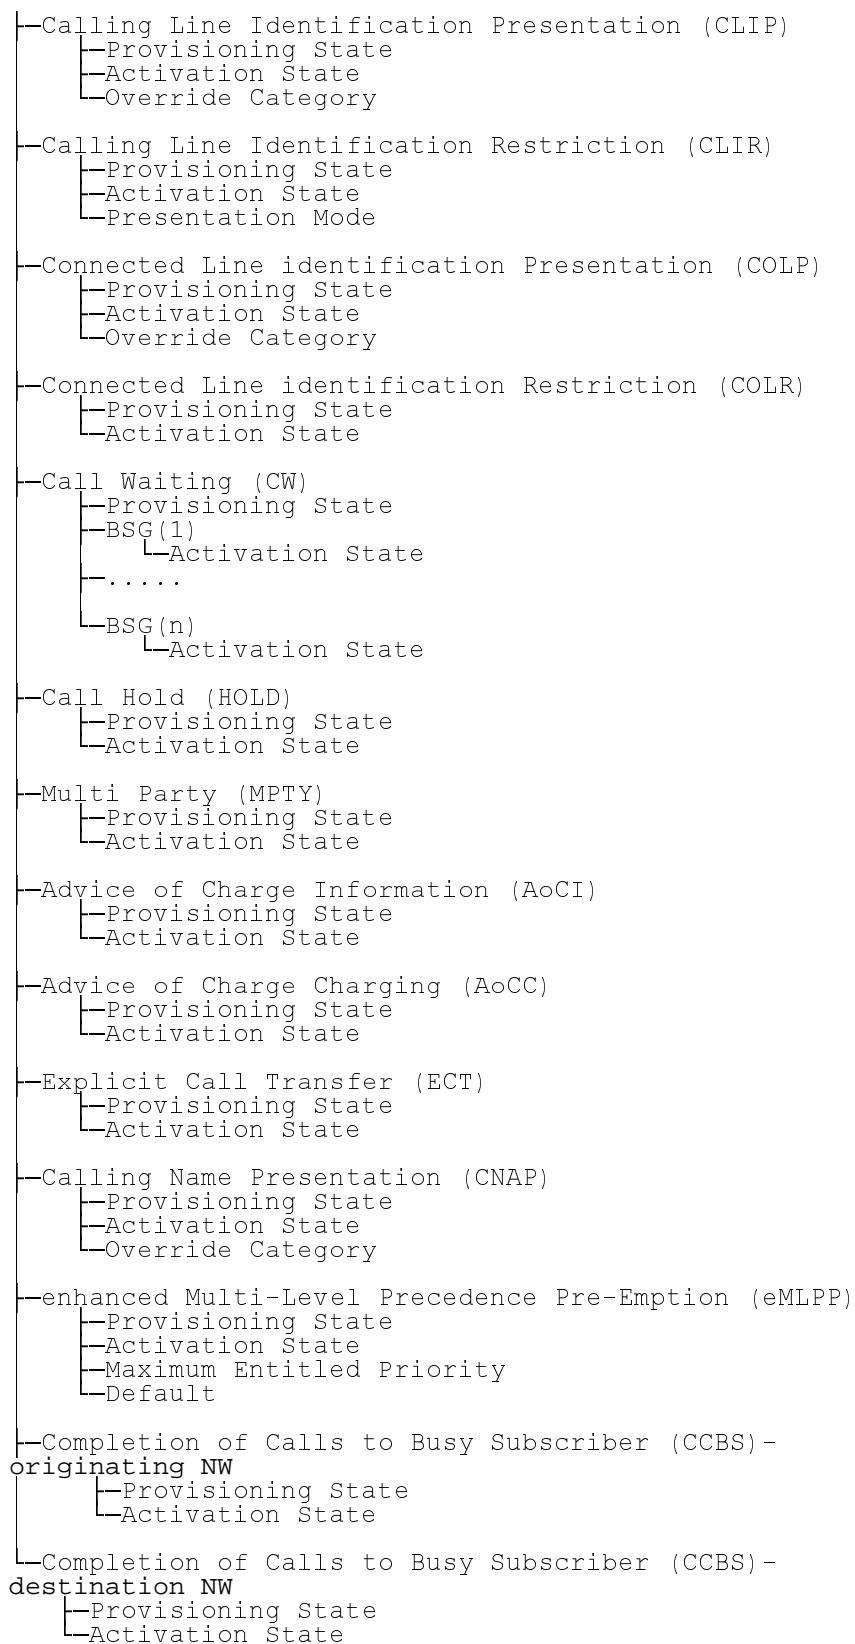 Calling Line Identification Presentation (CLIP)
Provisioning State
Activation State
Override Category
Calling Line Identification Restriction (CLIR)
Provisioning State
Activation State
Presentation Mode
Connected Line identification Presentation (COLP)
Provisioning State
Activation State
Override Category
Connected Line identification Restriction (COLR)
Provisioning State
Activation State
Call Waiting (CW)
Provisioning State
BSG(1)
Activation State
.....
BSG(n)
Activation State
Call Hold (HOLD)
Provisioning State
Activation State
Multi Party (MPTY)
Provisioning State
Activation State
Advice of Charge Information (AoCI)
Provisioning State
Activation State
Advice of Charge Charging (AoCC)
Provisioning State
Activation State
Explicit Call Transfer (ECT)
Provisioning State
Activation State
Calling Name Presentation (CNAP)
Provisioning State
Activation State
Override Category
enhanced Multi-Level Precedence Pre-Emption (eMLPP)
Provisioning State
Activation State
Maximum Entitled Priority
Default
Completion of Calls to Busy Subscriber (CCBS)-
originating NW
Provisioning State
Activation State
Completion of Calls to Busy Subscriber (CCBS)-
destination NW
Provisioning State
Activation State